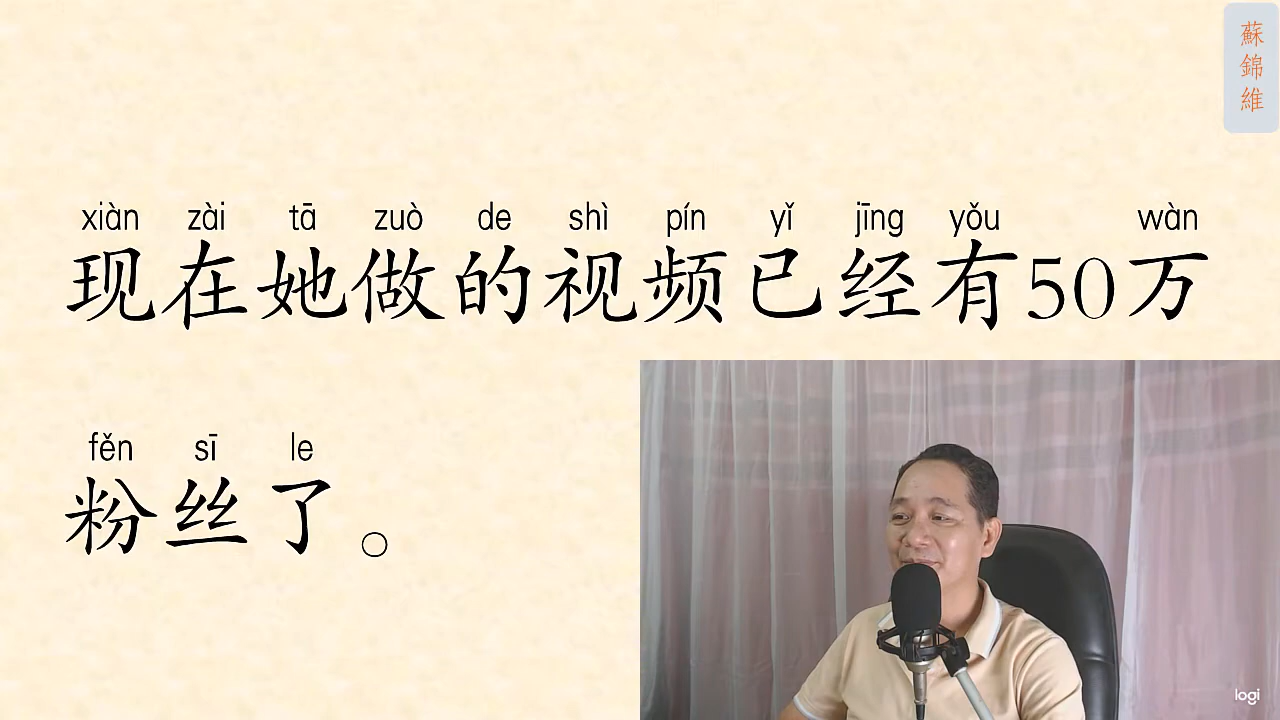 蘇錦維
xiàn zài tā zuò de shì pín yǐ jīng yǒu wàn
现在她做的视频已经有50万
fěn sī le
粉丝了。
logi